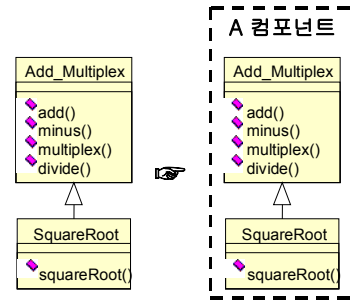 Add_Multiplex
add()
minus()
multiplex()
divide()
SquareRoot
squareRoot()
A 컴포넌트
Add_Multiplex
add()
minus()
multiplex()
divide()
SquareRoot
squareRoot()